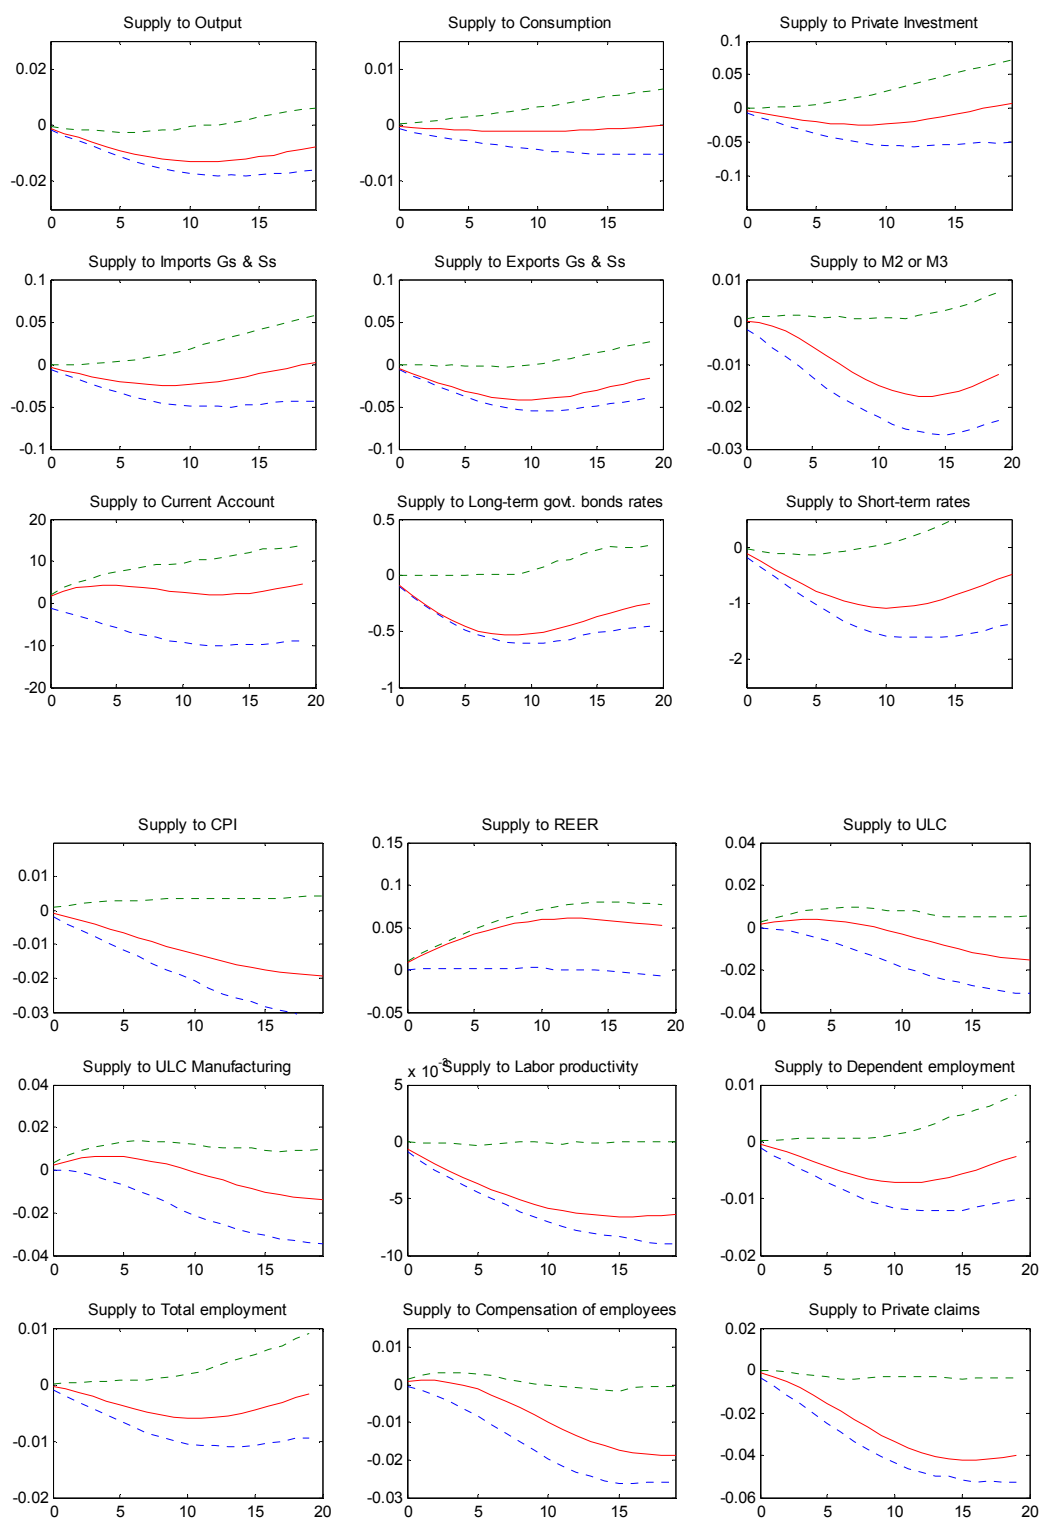 Supply to Output
Supply to Consumption
Supply to Private Investment
0.02
0
-0.02
0 5 10 15
0.01
0
-0.01
0 5 10 15
0.1
0.05
0
-0.05
-0.1
0 5 10 15
Supply to Imports Gs & Ss
Supply to Exports Gs & Ss
Supply to M2 or M3
0.1
0.05
0
-0.05
-0.1
0 5 10 15
0.1
0.05
0
-0.05
-0.1
0 5 10 15
0.01
0
-0.01
-0.02
-0.03
0 5 10 15 20
Supply to Current Account
Supply to Long-term govt. bonds rates
Supply to Short-term rates
20
10
0
-10
-20
0 5 10 15 20
0.5
0
-0.5
-1
0 5 10 15 20
0
-1
-2
0 5 10 15
Supply to CPI
Supply to REER
Supply to ULC
0.01
0
-0.01
-0.02
-0.03
0 5 10 15
0.15
0.1
0.05
0
-0.05
0 5 10 15 20
0.04
0.02
0
-0.02
-0.04
0 5 10 15
Supply to ULC Manufacturing
x 10-3
Supply to Labor productivity
Supply to Dependent employment
0.04
0.02
0
-0.02
-0.04
0 5 10 15
5
0
-5
-10
0 5 10 15
0.01
0
-0.01
-0.02
0 5 10 15 20
Supply to Total employment
Supply to Compensation of employees
Supply to Private claims
0.01
0
-0.01
-0.02
0 5 10 15 20
0.01
0
-0.01
-0.02
-0.03
0 5 10 15
0.02
0
-0.02
-0.04
-0.06
0 5 10 15 20